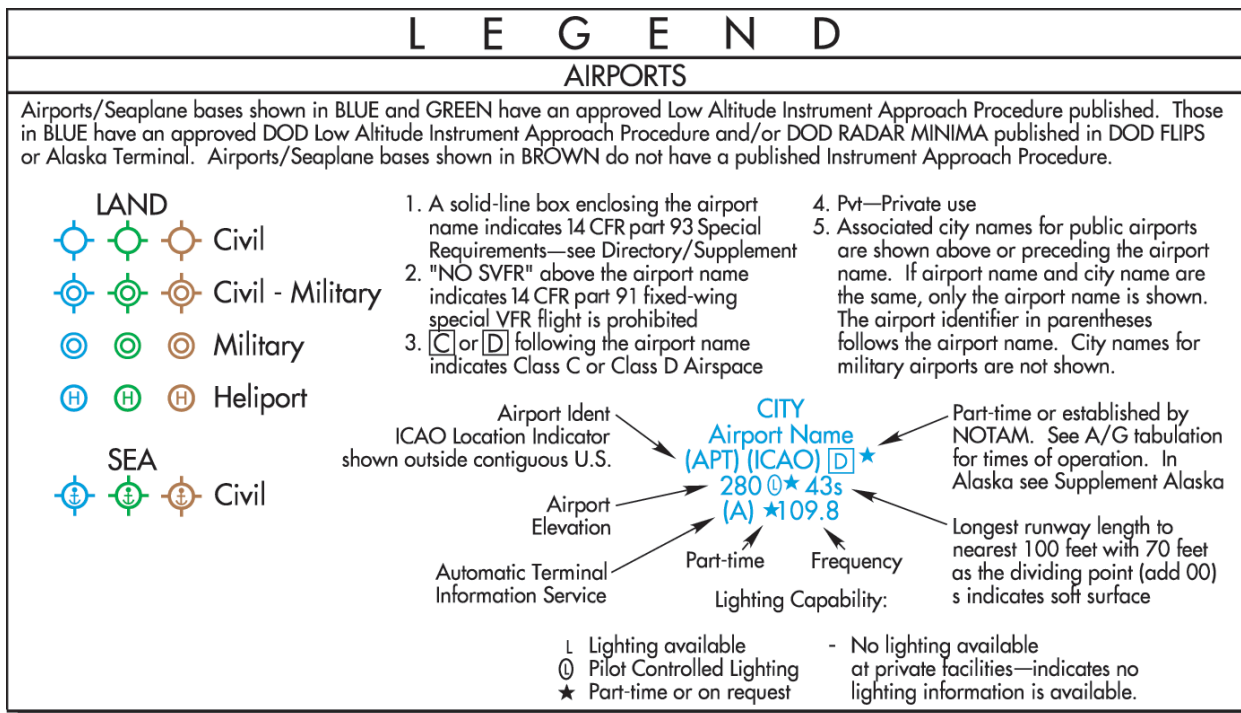 LEGEND
AIRPORTS
Airports/Seaplane bases shown in BLUE and GREEN have an approved Low Altitude Instrument Approach Procedure published.  Those
in BLUE have an approved DOD Low Altitude Instrument Approach Procedure and/or DOD RADAR MINIMA published in DOD FLIPS
or Alaska Terminal.  Airports/Seaplane bases shown in BROWN do not have a published Instrument Approach Procedure.
LAND
Civil
Civil - Military
Military
H H H Heliport
SEA
Civil
1. A solid-line box enclosing the airport
name indicates 14 CFR part 93 Special
Requirements—see Directory/Supplement
2. "NO SVFR" above the airport name
indicates 14 CFR part 91 fixed-wing
special VFR flight is prohibited
3. C or D following the airport name
indicates Class C or Class D Airspace
4. Pvt—Private use
5. Associated city names for public airports
are shown above or preceding the airport
name.  If airport name and city name are
the same, only the airport name is shown.
The airport identifier in parentheses
follows the airport name.  City names for
military airports are not shown.
Airport Ident
ICAO Location Indicator
shown outside contiguous U.S.
Airport
Elevation
Automatic Terminal
Information Service
CITY
Airport Name
(APT) (ICAO) D ★
280 Ⓛ★ 43s
(A) ★109.8
Part-time
Frequency
Part-time or established by
NOTAM.  See A/G tabulation
for times of operation.  In
Alaska see Supplement Alaska
Longest runway length to
nearest 100 feet with 70 feet
as the dividing point (add 00)
s indicates soft surface
Lighting Capability:
L Lighting available
Ⓛ Pilot Controlled Lighting
★ Part-time or on request
- No lighting available
at private facilities—indicates no
lighting information is available.